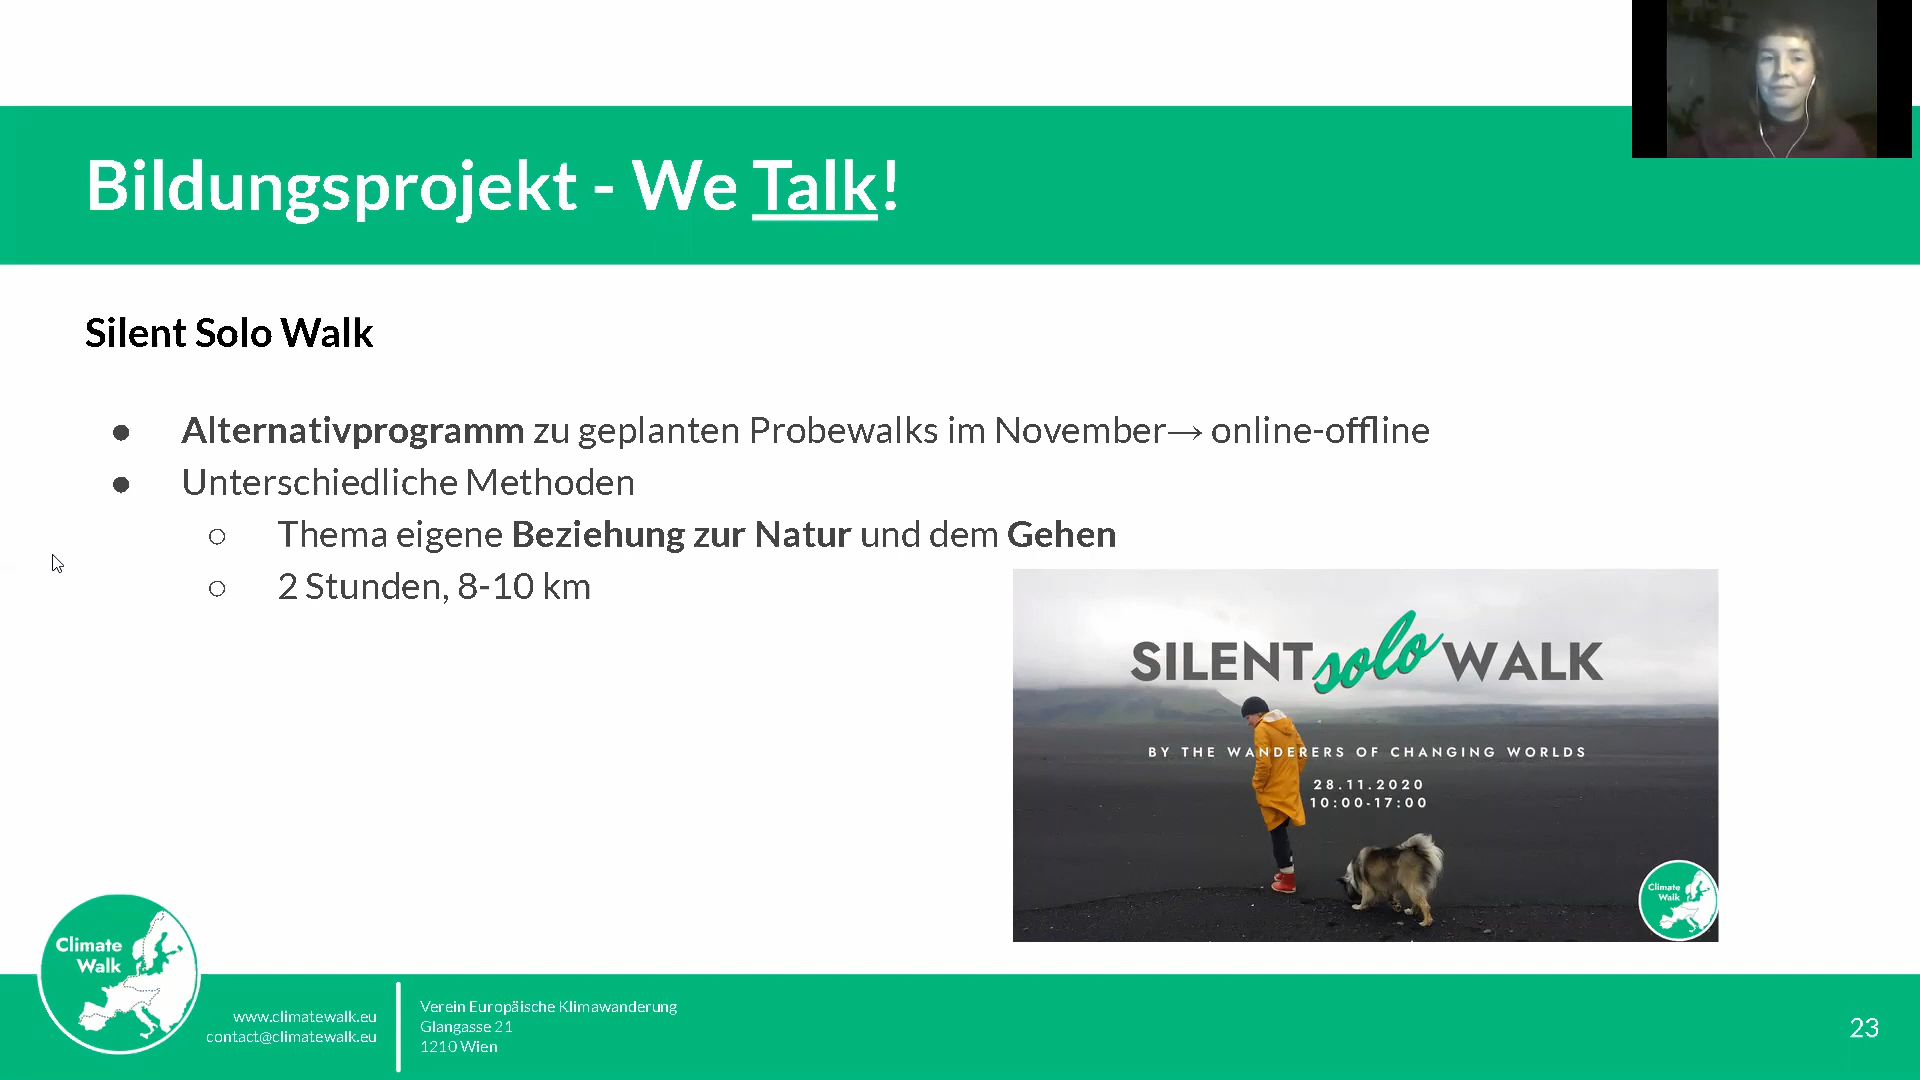 Bildungsprojekt - We Talk!
Silent Solo Walk
● Alternativprogramm zu geplanten Probewalks im November→ online-offline
● Unterschiedliche Methoden
○ Thema eigene Beziehung zur Natur und dem Gehen
○ 2 Stunden, 8-10 km
SILENT solo WALK
BY THE WANDERERS OF CHANGING WORLDS
28.11.2020
10:00-17:00
Climate
Walk
Climate
Walk
www.climatewalk.eu
contact@climatewalk.eu
Verein Europäische Klimawanderung
Glangasse 21
1210 Wien
23